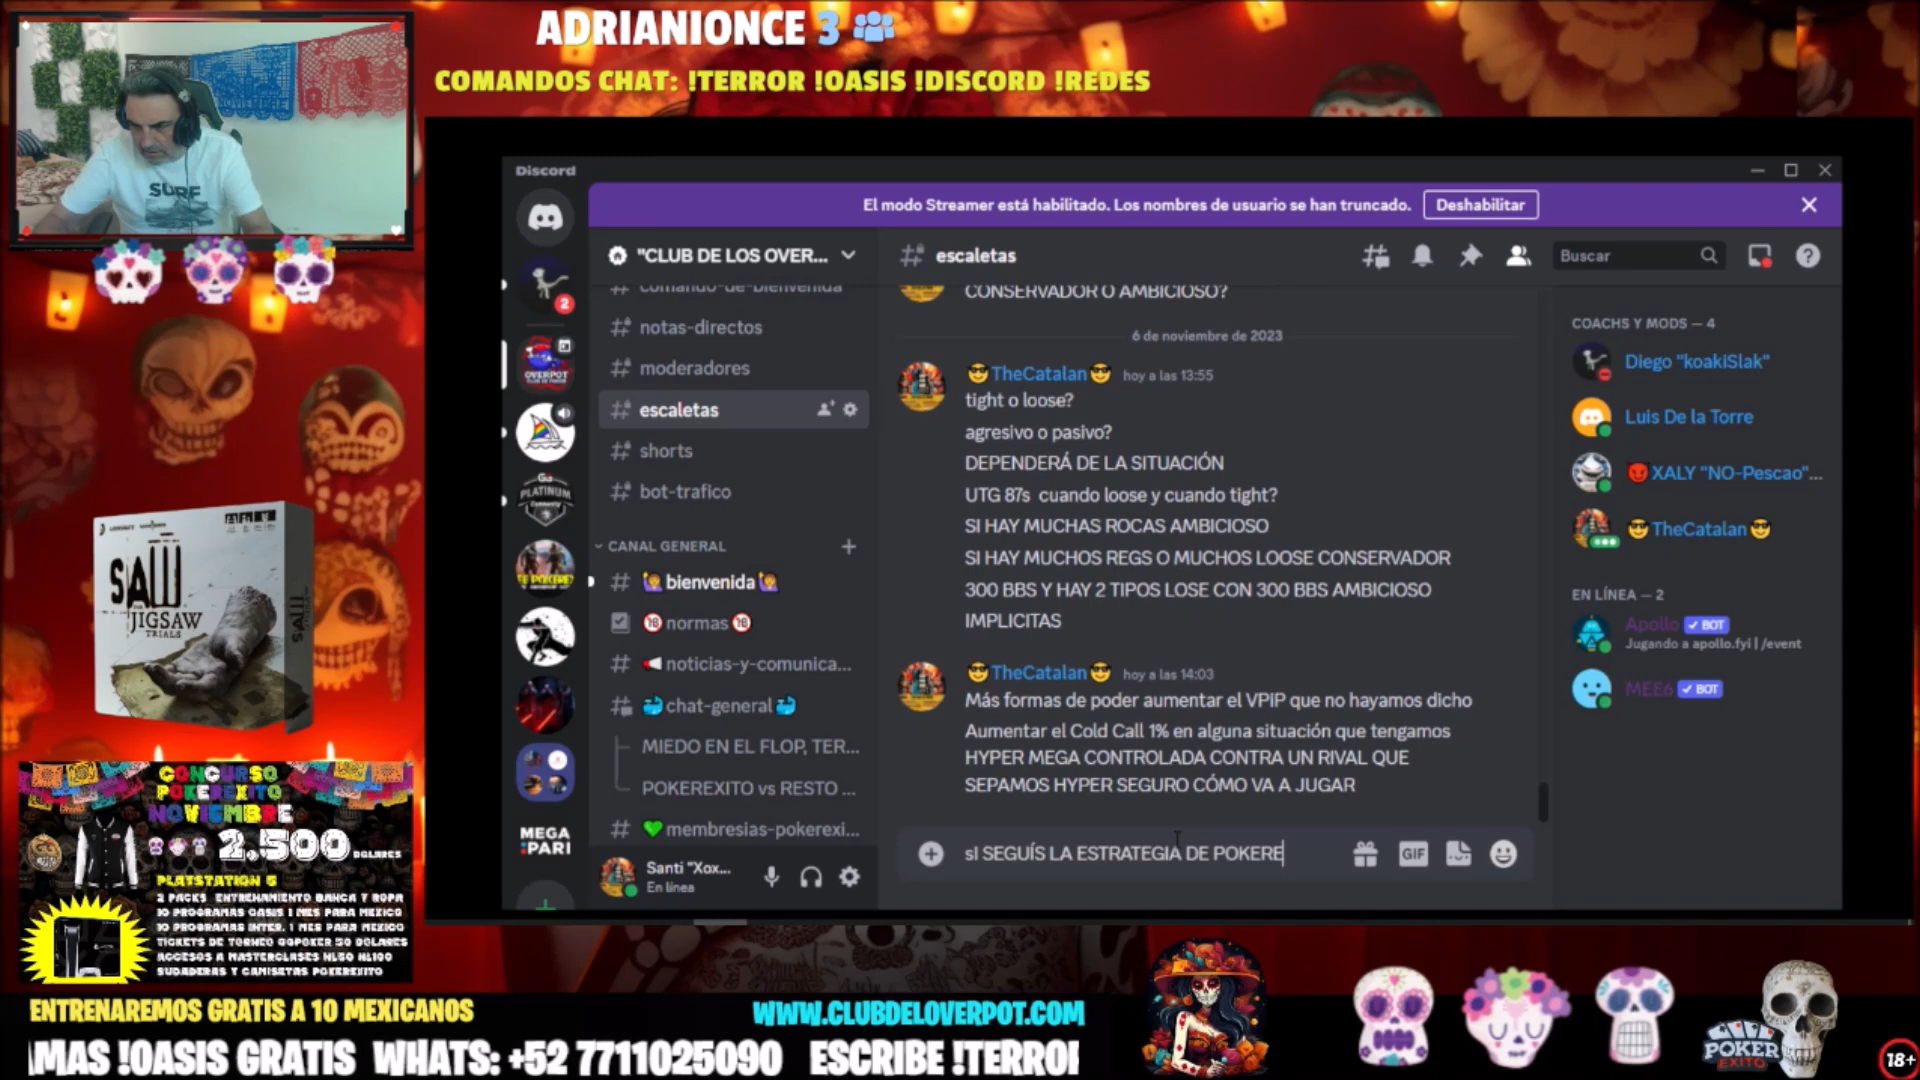 ADRIANIONCE 3
COMANDOS CHAT: !TERROR !OASIS !DISCORD !REDES
SURF
Discord
El modo Streamer está habilitado. Los nombres de usuario se han truncado.
Deshabilitar
"CLUB DE LOS OVER...
escaletas
Buscar
comando-de-bienvenida
notas-directos
moderadores
escaletas
shorts
bot-trafico
CANAL GENERAL
🙋bienvenida🙋
🔞normas🔞
noticias-y-comunica...
chat-general
MIEDO EN EL FLOP, TER...
POKEREXITO vs RESTO ...
💚membresias-pokerexi...
Santi "Xox...
En línea
2
OVERPOT
PLATINUM
MEGA
PARI
CONSERVADOR O AMBICIOSO?
6 de noviembre de 2023
😎TheCatalan😎 hoy a las 13:55
tight o loose?
agresivo o pasivo?
DEPENDERÁ DE LA SITUACIÓN
UTG 87s cuando loose y cuando tight?
SI HAY MUCHAS ROCAS AMBICIOSO
SI HAY MUCHOS REGS O MUCHOS LOOSE CONSERVADOR
300 BBS Y HAY 2 TIPOS LOSE CON 300 BBS AMBICIOSO
IMPLICITAS
😎TheCatalan😎 hoy a las 14:03
Más formas de poder aumentar el VPiP que no hayamos dicho
Aumentar el Cold Call 1% en alguna situación que tengamos
HYPER MEGA CONTROLADA CONTRA UN RIVAL QUE
SEPAMOS HYPER SEGURO CÓMO VA A JUGAR
sI SEGUÍS LA ESTRATEGIA DE POKERE
GIF
COACHS Y MODS — 4
Diego "koakiSlak"
Luis De la Torre
😈XALY "NO-Pescao"...
😎TheCatalan😎
EN LÍNEA — 2
Apollo ✓ BOT
Jugando a apollo.fyi | /event
MEE6 ✓ BOT
SAW
JIGSAW
TRIALS
CONCURSO
POKEREXITO
NOVIEMBRE
2.500 DOLARES
PLAYSTATION 5
2 PACKS ENTRENAMIENTO BANCA Y ROPA
10 PROGRAMAS OASIS 1 MES PARA MEXICO
10 PROGRAMAS INTER. 1 MES PARA MEXICO
TICKETS DE TORNEO GGPOKER 50 DOLARES
ACCESOS A MASTERCLASES NL50 NL100
SUDADERAS Y CAMISETAS POKEREXITO
ENTRENAREMOS GRATIS A 10 MEXICANOS
WWW.CLUBDELOVERPOT.COM
MAS !OASIS GRATIS WHATS: +52 7711025090 ESCRIBE !TERROR
POKER
EXITO
18+